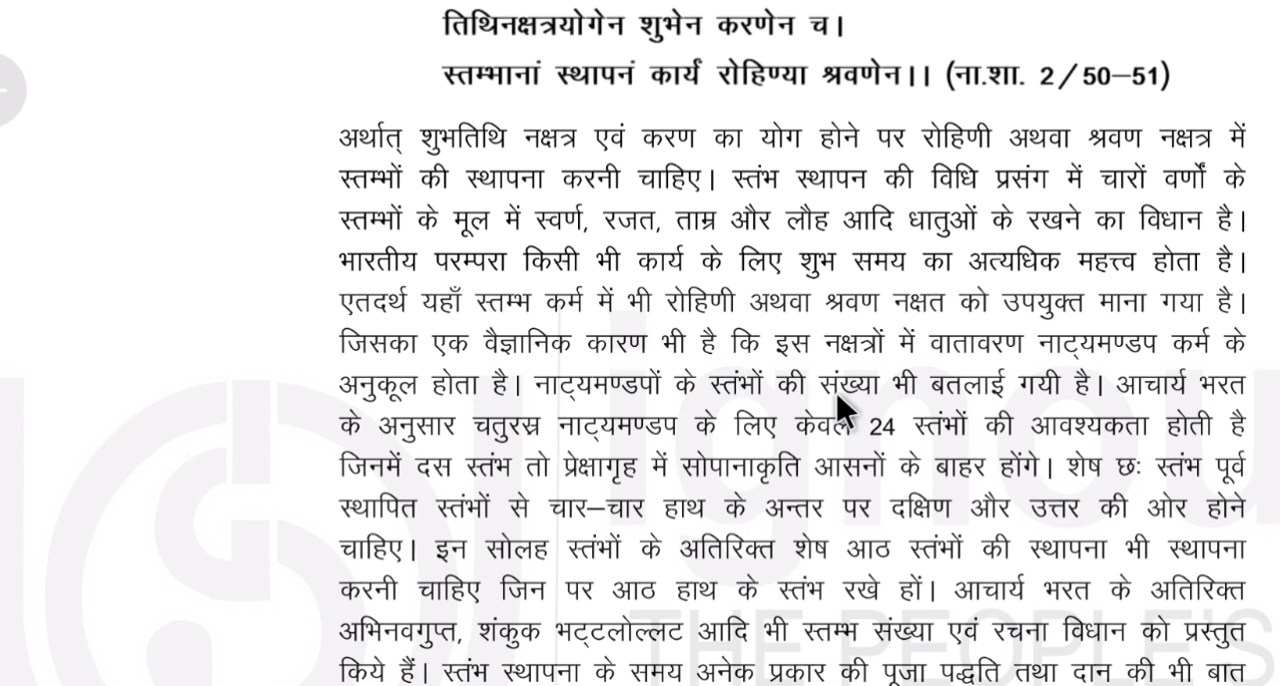 तिथिनक्षत्रयोगेन शुभेन करणेन च।
स्तम्भानां स्थापनं कार्यं रोहिण्या श्रवणेन।। (ना.शा. 2/50–51)
अर्थात् शुभतिथि नक्षत्र एवं करण का योग होने पर रोहिणी अथवा श्रवण नक्षत्र में
स्तम्भों की स्थापना करनी चाहिए। स्तंभ स्थापन की विधि प्रसंग में चारों वर्णों के
स्तम्भों के मूल में स्वर्ण, रजत, ताम्र और लौह आदि धातुओं के रखने का विधान है।
भारतीय परम्परा किसी भी कार्य के लिए शुभ समय का अत्यधिक महत्त्व होता है।
एतदर्थ यहाँ स्तम्भ कर्म में भी रोहिणी अथवा श्रवण नक्षत को उपयुक्त माना गया है।
जिसका एक वैज्ञानिक कारण भी है कि इस नक्षत्रों में वातावरण नाट्यमण्डप कर्म के
अनुकूल होता है। नाट्यमण्डपों के स्तंभों की संख्या भी बतलाई गयी है। आचार्य भरत
के अनुसार चतुरस्र नाट्यमण्डप के लिए केवल 24 स्तंभों की आवश्यकता होती है
जिनमें दस स्तंभ तो प्रेक्षागृह में सोपानाकृति आसनों के बाहर होंगे। शेष छः स्तंभ पूर्व
स्थापित स्तंभों से चार–चार हाथ के अन्तर पर दक्षिण और उत्तर की ओर होने
चाहिए। इन सोलह स्तंभों के अतिरिक्त शेष आठ स्तंभों की स्थापना भी स्थापना
करनी चाहिए जिन पर आठ हाथ के स्तंभ रखे हों। आचार्य भरत के अतिरिक्त
अभिनवगुप्त, शंकुक भट्टलोल्लट आदि भी स्तम्भ संख्या एवं रचना विधान को प्रस्तुत
किये हैं। स्तंभ स्थापना के समय अनेक प्रकार की पूजा पद्धति तथा दान की भी बात
ignou
THE PEOPLE'S